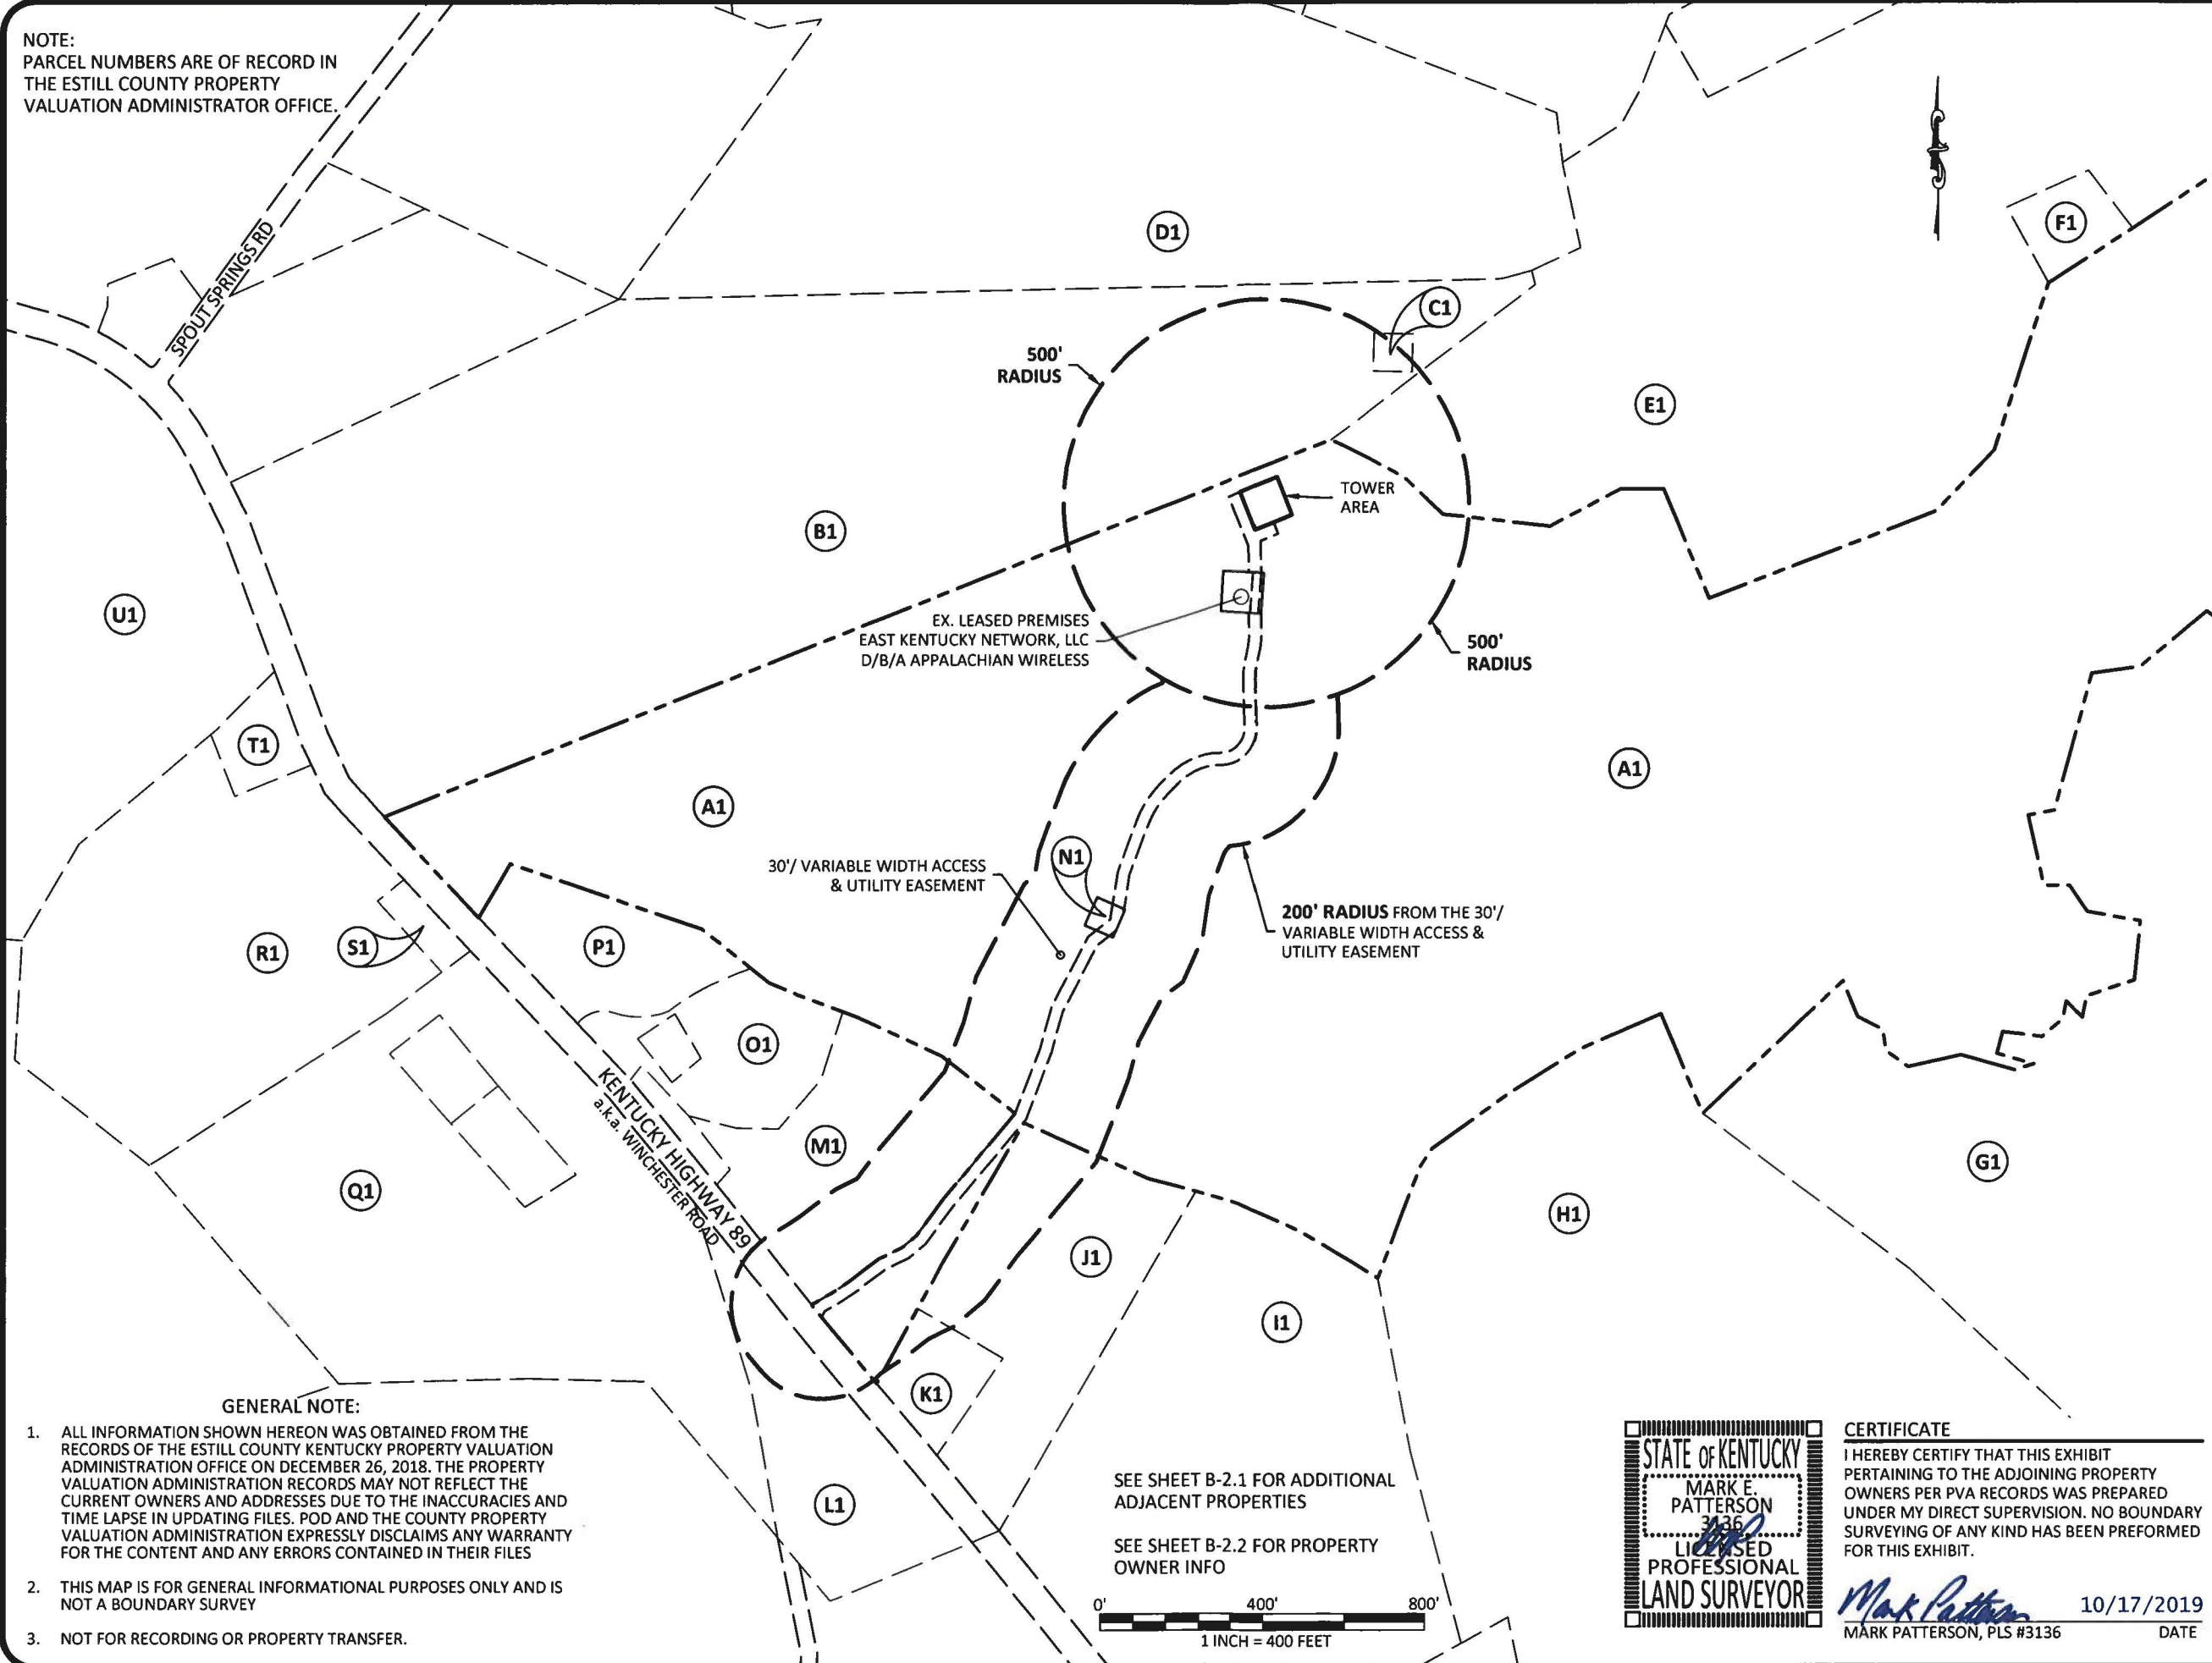 NOTE:
PARCEL NUMBERS ARE OF RECORD IN
THE ESTILL COUNTY PROPERTY
VALUATION ADMINISTRATOR OFFICE.
SPOUT SPRINGS RD
D1
F1
C1
500'
RADIUS
E1
TOWER
AREA
B1
U1
EX. LEASED PREMISES
EAST KENTUCKY NETWORK, LLC
D/B/A APPALACHIAN WIRELESS
500'
RADIUS
T1
A1
A1
N1
30'/ VARIABLE WIDTH ACCESS
& UTILITY EASEMENT
200' RADIUS FROM THE 30'/
VARIABLE WIDTH ACCESS &
UTILITY EASEMENT
R1
S1
P1
O1
KENTUCKY HIGHWAY 89
a.k.a. WINCHESTER ROAD
M1
Q1
G1
H1
J1
I1
K1
L1
GENERAL NOTE:
1. ALL INFORMATION SHOWN HEREON WAS OBTAINED FROM THE
RECORDS OF THE ESTILL COUNTY KENTUCKY PROPERTY VALUATION
ADMINISTRATION OFFICE ON DECEMBER 26, 2018. THE PROPERTY
VALUATION ADMINISTRATION RECORDS MAY NOT REFLECT THE
CURRENT OWNERS AND ADDRESSES DUE TO THE INACCURACIES AND
TIME LAPSE IN UPDATING FILES. POD AND THE COUNTY PROPERTY
VALUATION ADMINISTRATION EXPRESSLY DISCLAIMS ANY WARRANTY
FOR THE CONTENT AND ANY ERRORS CONTAINED IN THEIR FILES
2. THIS MAP IS FOR GENERAL INFORMATIONAL PURPOSES ONLY AND IS
NOT A BOUNDARY SURVEY
3. NOT FOR RECORDING OR PROPERTY TRANSFER.
SEE SHEET B-2.1 FOR ADDITIONAL
ADJACENT PROPERTIES
SEE SHEET B-2.2 FOR PROPERTY
OWNER INFO
0' 400' 800'
1 INCH = 400 FEET
STATE OF KENTUCKY
MARK E.
PATTERSON
3136
LICENSED
PROFESSIONAL
LAND SURVEYOR
CERTIFICATE
I HEREBY CERTIFY THAT THIS EXHIBIT
PERTAINING TO THE ADJOINING PROPERTY
OWNERS PER PVA RECORDS WAS PREPARED
UNDER MY DIRECT SUPERVISION. NO BOUNDARY
SURVEYING OF ANY KIND HAS BEEN PREFORMED
FOR THIS EXHIBIT.
Mark Patterson 10/17/2019
MARK PATTERSON, PLS #3136 DATE